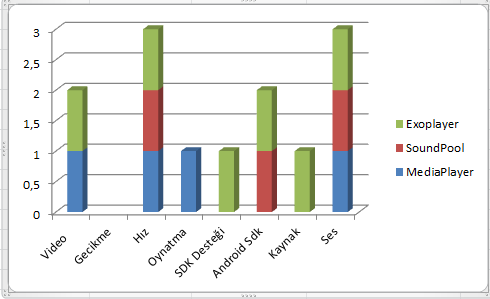 3
2,5
2
1,5
1
0,5
0
Video
Gecikme
Hız
Oynatma
SDK Desteği
Android Sdk
Kaynak
Ses
Exoplayer
SoundPool
MediaPlayer